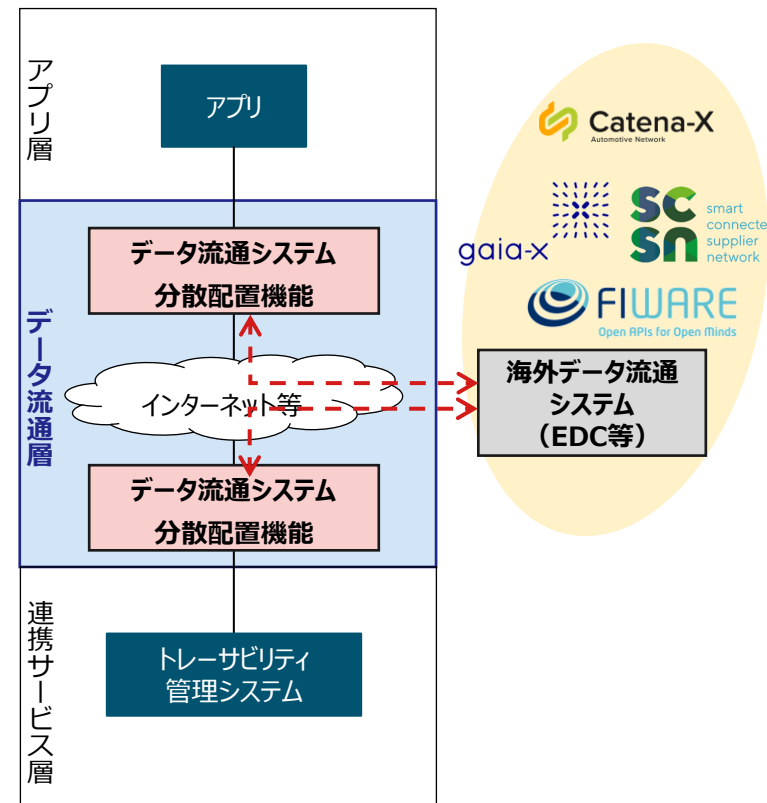 アプリ層
アプリ
データ流通層
データ流通システム
分散配置機能
インターネット等
データ流通システム
分散配置機能
連携サービス層
トレーサビリティ
管理システム
Catena-X
Automotive Network
gaia-x
sc
sn
smart
connecte
supplier
network
FIWARE
Open APIs for Open Minds
海外データ流通
システム
（EDC等）